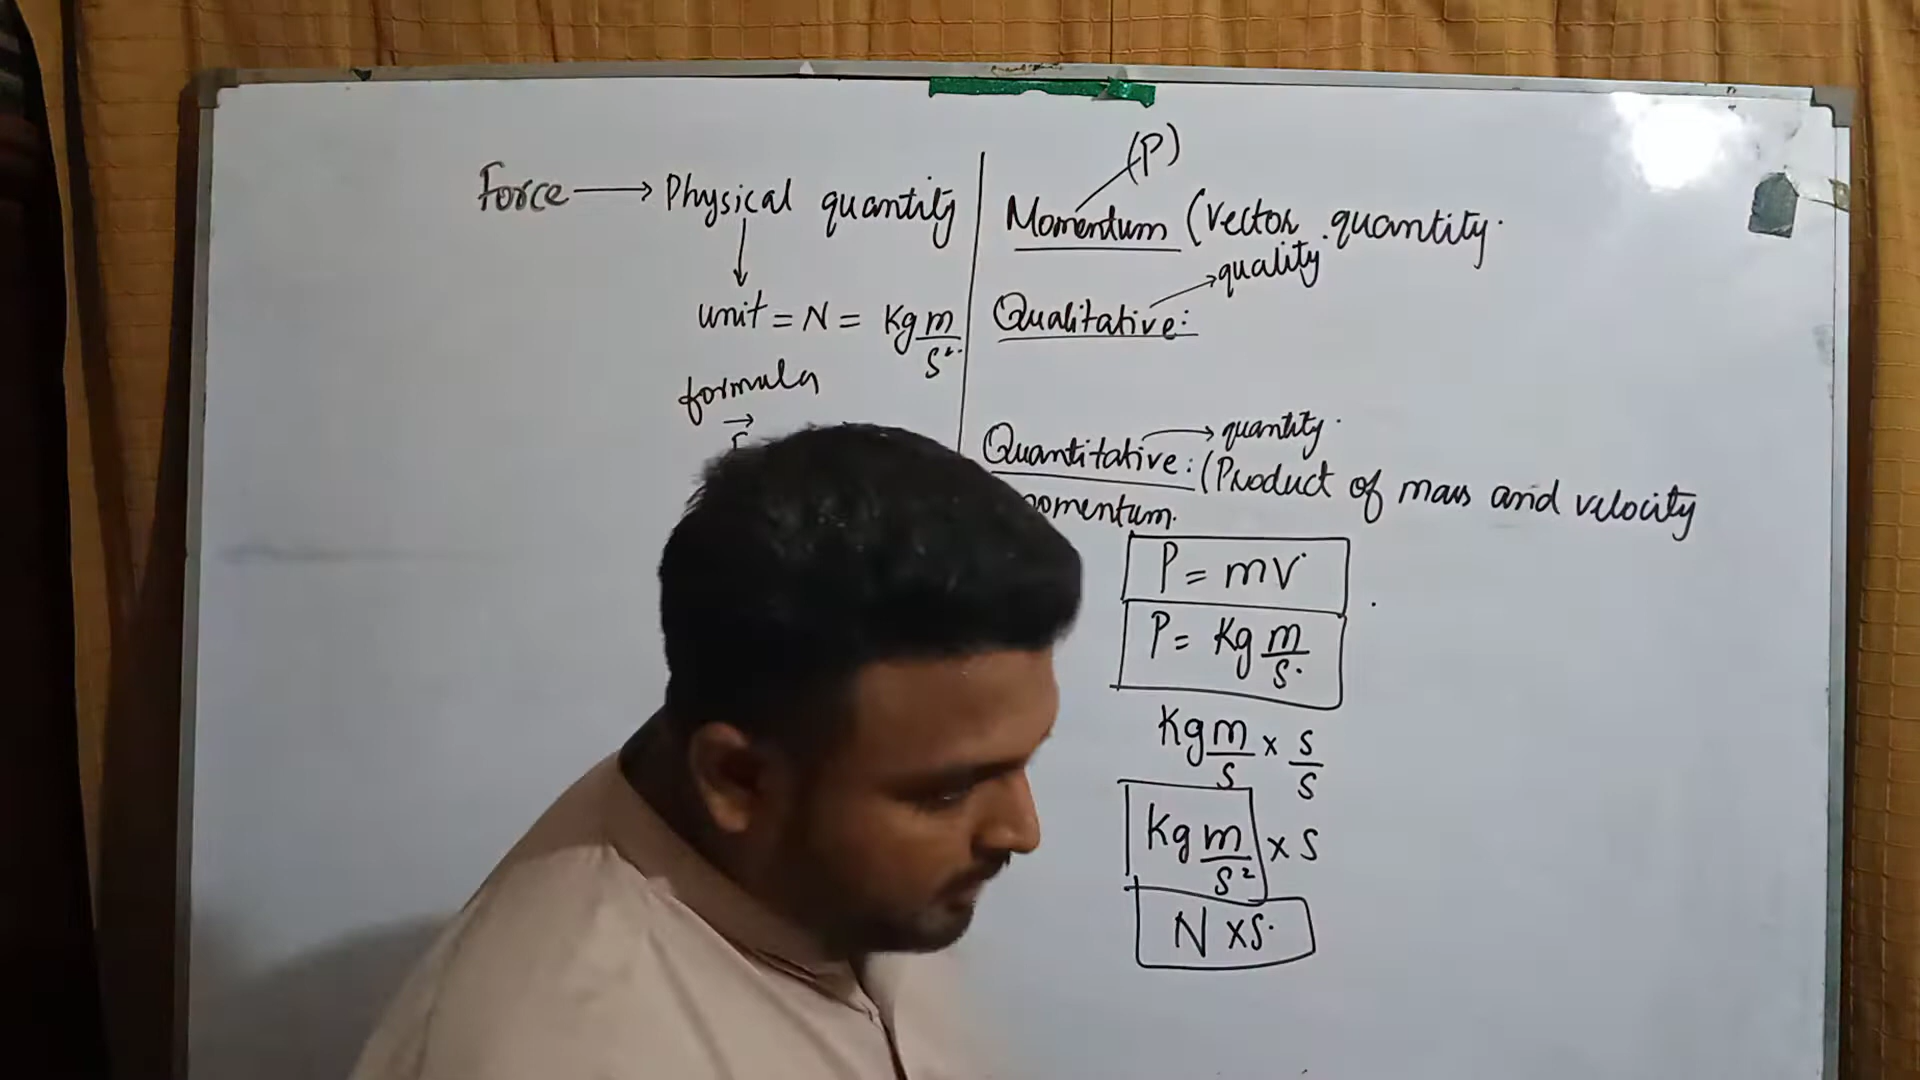 Force → Physical quantity
unit = N = Kg m/s²
formula
(P)
Momentum (vector quantity.
→ quality.
Qualitative:
→ quantity.
Quantitative: (Product of mass and velocity
momentum.
P = mv
P = Kg m/s.
Kg m/s × s/s
Kg m/s² × s
N × s.